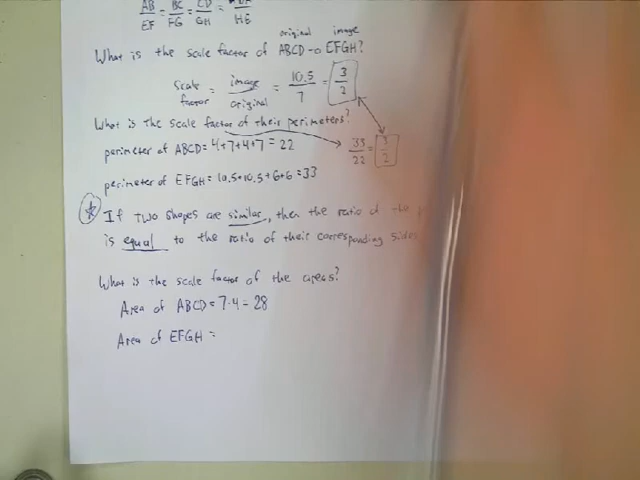 AB/EF = BC/FG = CD/GH = /HE
original image
What is the scale factor of ABCD → EFGH?
scale factor = image/original = 10.5/7 = 3/2
What is the scale factor of their perimeters?
perimeter of ABCD = 4+7+4+7 = 22
33/22 = 3/2
perimeter of EFGH = 10.5+10.5+6+6 = 33
If two shapes are similar, then the ratio of the
is equal to the ratio of their corresponding sides
What is the scale factor of the areas?
Area of ABCD = 7·4 = 28
Area of EFGH =